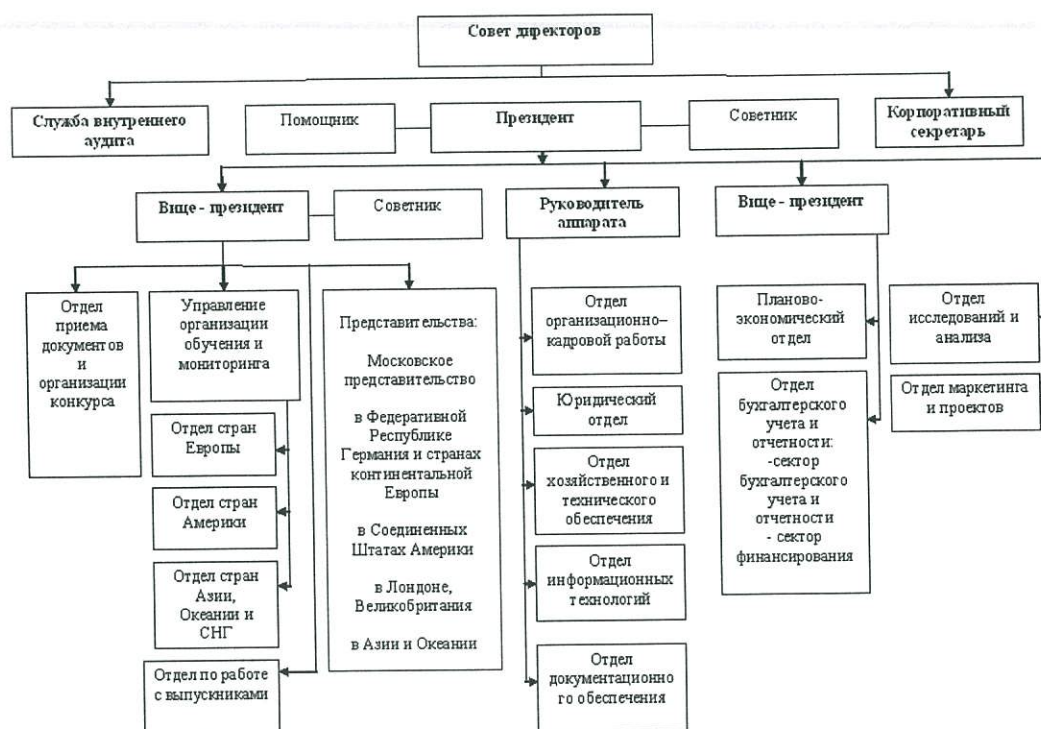 Совет директоров
Служба внутреннего
аудита
Помощник
Президент
Советник
Корпоративный
секретарь
Вице - президент
Советник
Руководитель
аппарата
Вице - президент
Отдел
приема
документов
и
организации
конкурса
Управление
организации
обучения и
мониторинга
Отдел стран
Европы
Отдел стран
Америки
Отдел стран
Азии,
Океании и
СНГ
Отдел по работе
с выпускниками
Представительства:
Московское
представительство
в Федеративной
Республике
Германия и странах
континентальной
Европы
в Соединенных
Штатах Америки
в Лондоне,
Великобритания
в Азии и Океании
Отдел
организационно–
кадровой работы
Юридический
отдел
Отдел
хозяйственного и
технического
обеспечения
Отдел
информационных
технологий
Отдел
документационно
го обеспечения
Планово-
экономический
отдел
Отдел
бухгалтерского
учета и
отчетности:
-сектор
бухгалтерского
учета и
отчетности
- сектор
финансирования
Отдел
исследований и
анализа
Отдел маркетинга
и проектов